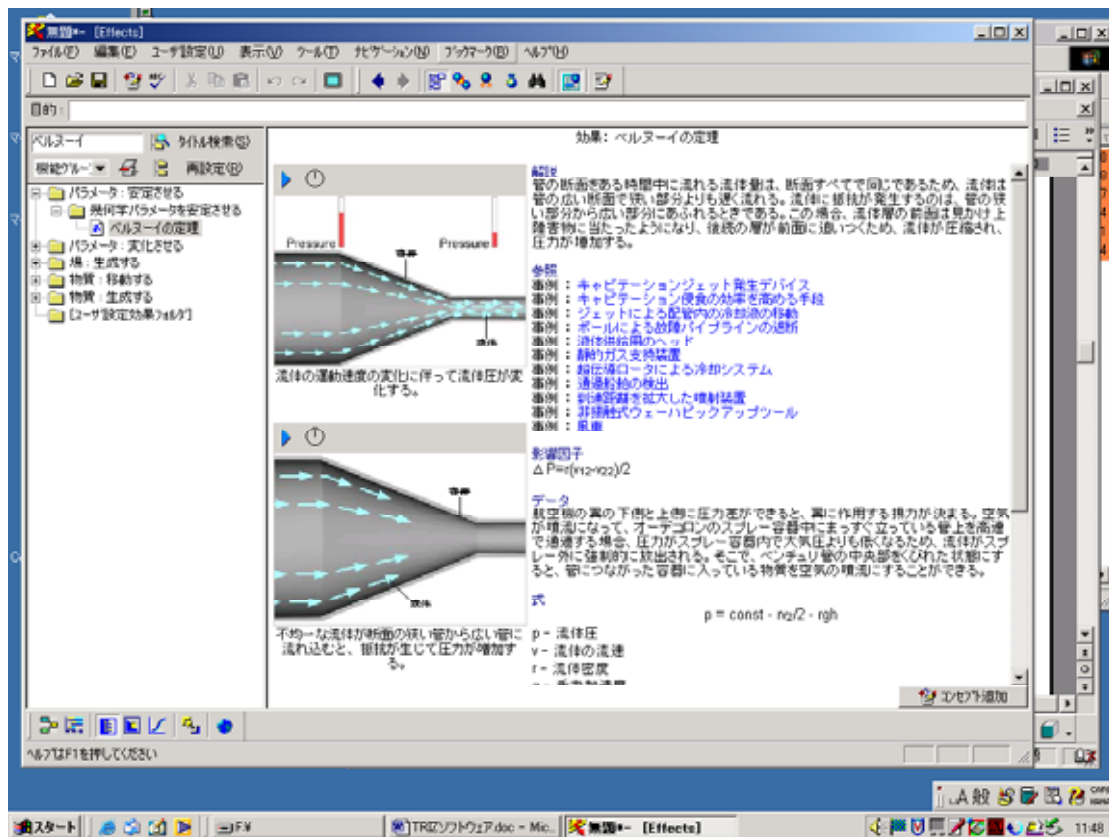 無題*- [Effects]
ファイル(F) 編集(E) ユーザ設定(U) 表示(V) ツール(T) ナビゲーション(N) ブックマーク(B) ヘルプ(H)
目的:
ベルヌーイ タイトル検索(S)
機能グルー 再設定(R)
パラメータ: 安定させる
幾何学パラメータを安定させる
ベルヌーイの定理
パラメータ: 変化させる
場: 生成する
物質: 移動する
物質: 生成する
[ユーザ設定効果フォルダ]
効果: ベルヌーイの定理
Pressure Pressure
容器
流体
流体の運動速度の変化に伴って流体圧が変
化する。
容器
流体
不均一な流体が断面の狭い管から広い管に
流れ込むと、抵抗が生じて圧力が増加す
る。
解説
管の断面をある時間中に流れる流体量は、断面すべてで同じであるため、流体は
管の広い断面で狭い部分よりも遅く流れる。流体に抵抗が発生するのは、管の狭
い部分から広い部分にあふれるときである。この場合、流体層の前面は見かけ上
障害物に当たったようになり、後続の層が前面に追いつくため、流体が圧縮され、
圧力が増加する。
参照
事例 : キャビテーションジェット発生デバイス
事例 : キャビテーション侵食の効率を高める手段
事例 : ジェットによる配管内の冷却液の移動
事例 : ボールによる故障パイプラインの遮断
事例 : 液体供給用のヘッド
事例 : 静的ガス支持装置
事例 : 超伝導ロータによる冷却システム
事例 : 通過船舶の検出
事例 : 到達距離を拡大した噴射装置
事例 : 非接触式ウェーハピックアップツール
事例 : 風車
影響因子
Δ P=r(v12-v22)/2
データ
航空機の翼の下側と上側に圧力差ができると、翼に作用する揚力が決まる。空気
が噴流になって、オーデコロンのスプレー容器中にまっすぐ立っている管上を高速
で通過する場合、圧力がスプレー容器内で大気圧よりも低くなるため、流体がスプ
レー外に強制的に放出される。そこで、ベンチュリ管の中央部をくびれた状態にす
ると、管につながった容器に入っている物質を空気の噴流にすることができる。
式
p = const - rv2/2 - rgh
p - 流体圧
v - 流体の流速
r - 流体密度
コンセプト追加
ヘルプはF1を押してください
A 般
スタート F:¥ TRIZソフトウェア.doc - Mic... 無題*- [Effects] 11:48